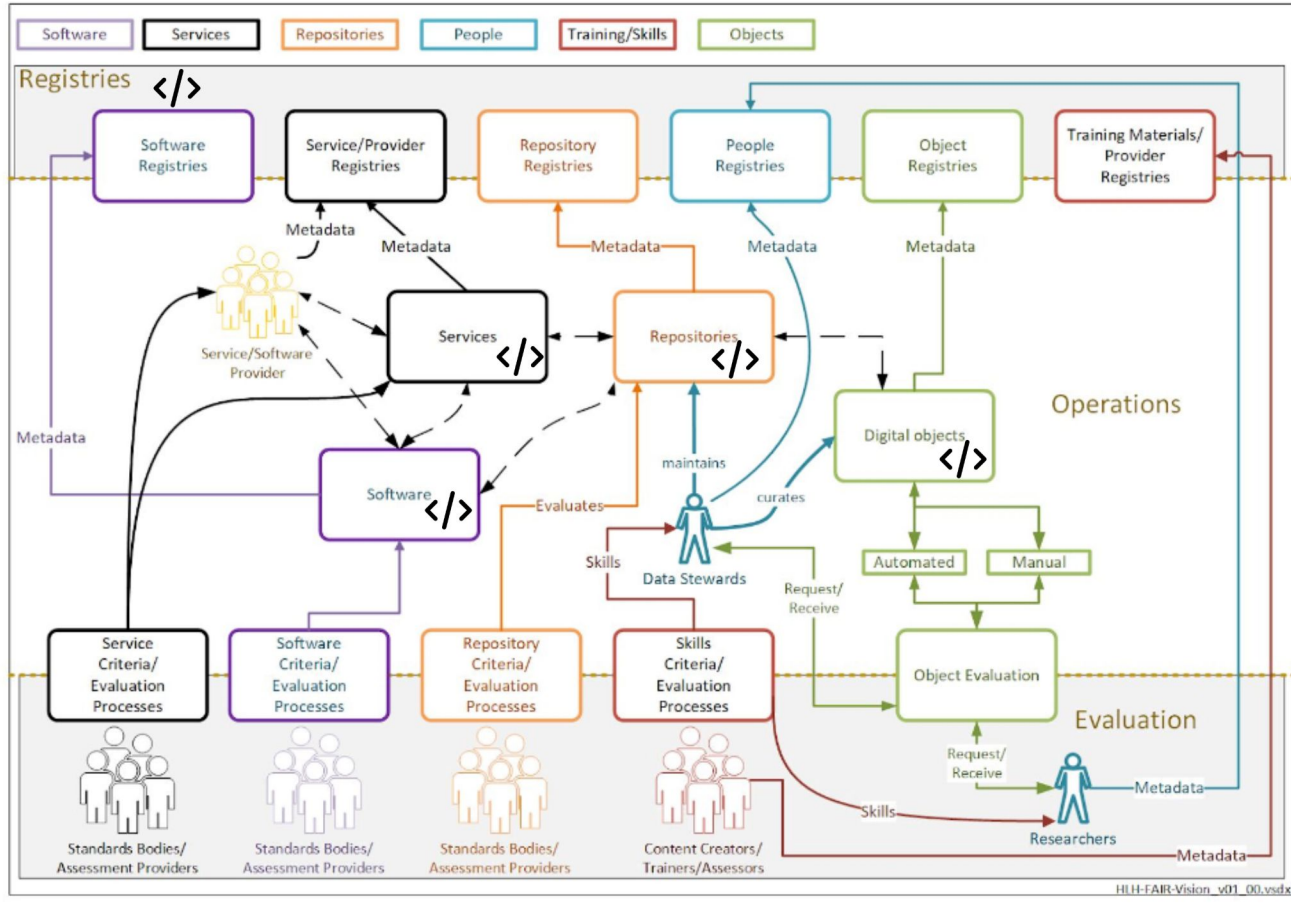 Software
Services
Repositories
People
Training/Skills
Objects
Registries
</>
Software
Registries
Service/Provider
Registries
Repository
Registries
People
Registries
Object
Registries
Training Materials/
Provider
Registries
Metadata
Metadata
Metadata
Metadata
Metadata
Service/Software
Provider
Services
</>
Repositories
</>
Operations
Metadata
Digital objects
</>
maintains
Software
</>
Evaluates
curates
Skills
Data Stewards
Automated
Manual
Request/
Receive
Service
Criteria/
Evaluation
Processes
Software
Criteria/
Evaluation
Processes
Repository
Criteria/
Evaluation
Processes
Skills
Criteria/
Evaluation
Processes
Object Evaluation
Evaluation
Request/
Receive
Metadata
Skills
Researchers
Standards Bodies/
Assessment Providers
Standards Bodies/
Assessment Providers
Standards Bodies/
Assessment Providers
Content Creators/
Trainers/Assessors
Metadata
HLH-FAIR-Vision_v01_00.vsdx